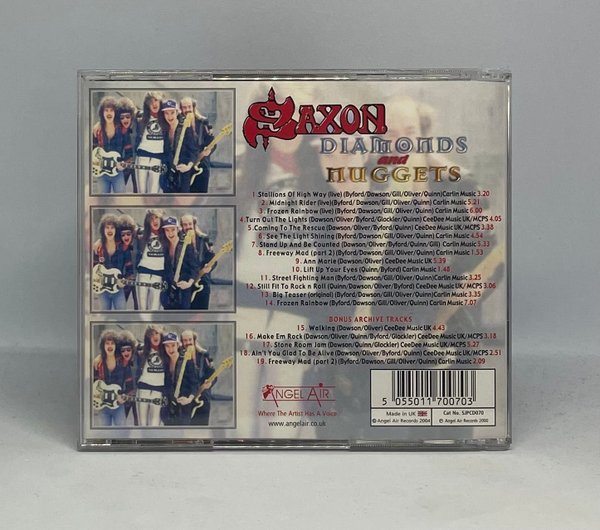 SAXON
DIAMONDS
and
NUGGETS
1 Stallions Of High Way (live) (Byford/Dawson/Gill/Oliver/Quinn)Carlin Music 3.20
2. Midnight Rider (live)(Byford/Dawson/Gill/Oliver/Quinn) Carlin Music 5.21
3. Frozen Rainbow (live) (Byford/Dawson/Gill/Oliver/Quinn) Carlin Music 6.00
4.Turn Out The Lights (Byford/Dawson/Oliver/Glockler/Quinn) CeeDee Music UK/MCPS 4.05
5.Coming To The Rescue (Byford/Dawson/Oliver/Quinn) CeeDee Music UK/MCPS 3.38
6. See The Light Shining (Byford/Dawson/Gill/Oliver/Quinn) Carlin Music 4.54
7. Stand Up And Be Counted (Byford/Dawson/Oliver/Quinn/Gill) Carlin Music 5.33
8. Freeway Mad (part 2) (Byford/Dawson/Gill/Oliver/Quinn) Carlin Music 1.53
9. Ann Marie (Dawson/Oliver) CeeDee Music UK 5.39
10. Lift Up Your Eyes (Quinn/Byford) Carlin Music 1.48
11. Street Fighting Man (Byford/Dawson/Gill/Oliver/Quinn) Carlin Music 3.25
12. Still Fit To Rock n Roll (Dawson/Oliver/Quinn/Byford) CeeDee Music UK/MCPS 3.06
13. Big Teaser (original) (Byford/Dawson/Gill/Oliver/Quinn)Carlin Music 3.35
14. Frozen Rainbow (Byford/Dawson/Gill/Oliver/Quinn)Carlin Music 7.07
BONUS ARCHIVE TRACKS
15. Walking (Dawson/Oliver) CeeDee Music UK 4.43
16. Make Em Rock (Dawson/Oliver/Quinn/Byford/Glockler) CeeDee Music UK/MCPS 3.18
17. Stone Room Jam (Dawson/Quinn/Glockler) CeeDee Music UK/MCPS 5.27
18. Ain't You Glad To Be Alive (Dawson/Oliver/Quinn/Byford) CeeDee Music UK/MCPS 2.51
19. Freeway Mad (part 2) (Byford/Dawson/Gill/Oliver/Quinn)Carlin Music 2.09
ANGEL AIR
Where The Artist Has A Voice
www.angelair.co.uk
5 055011 700703
Made in UK
Cat No. SJPCD070
℗ Angel Air Records 2004
© Angel Air Records 2000